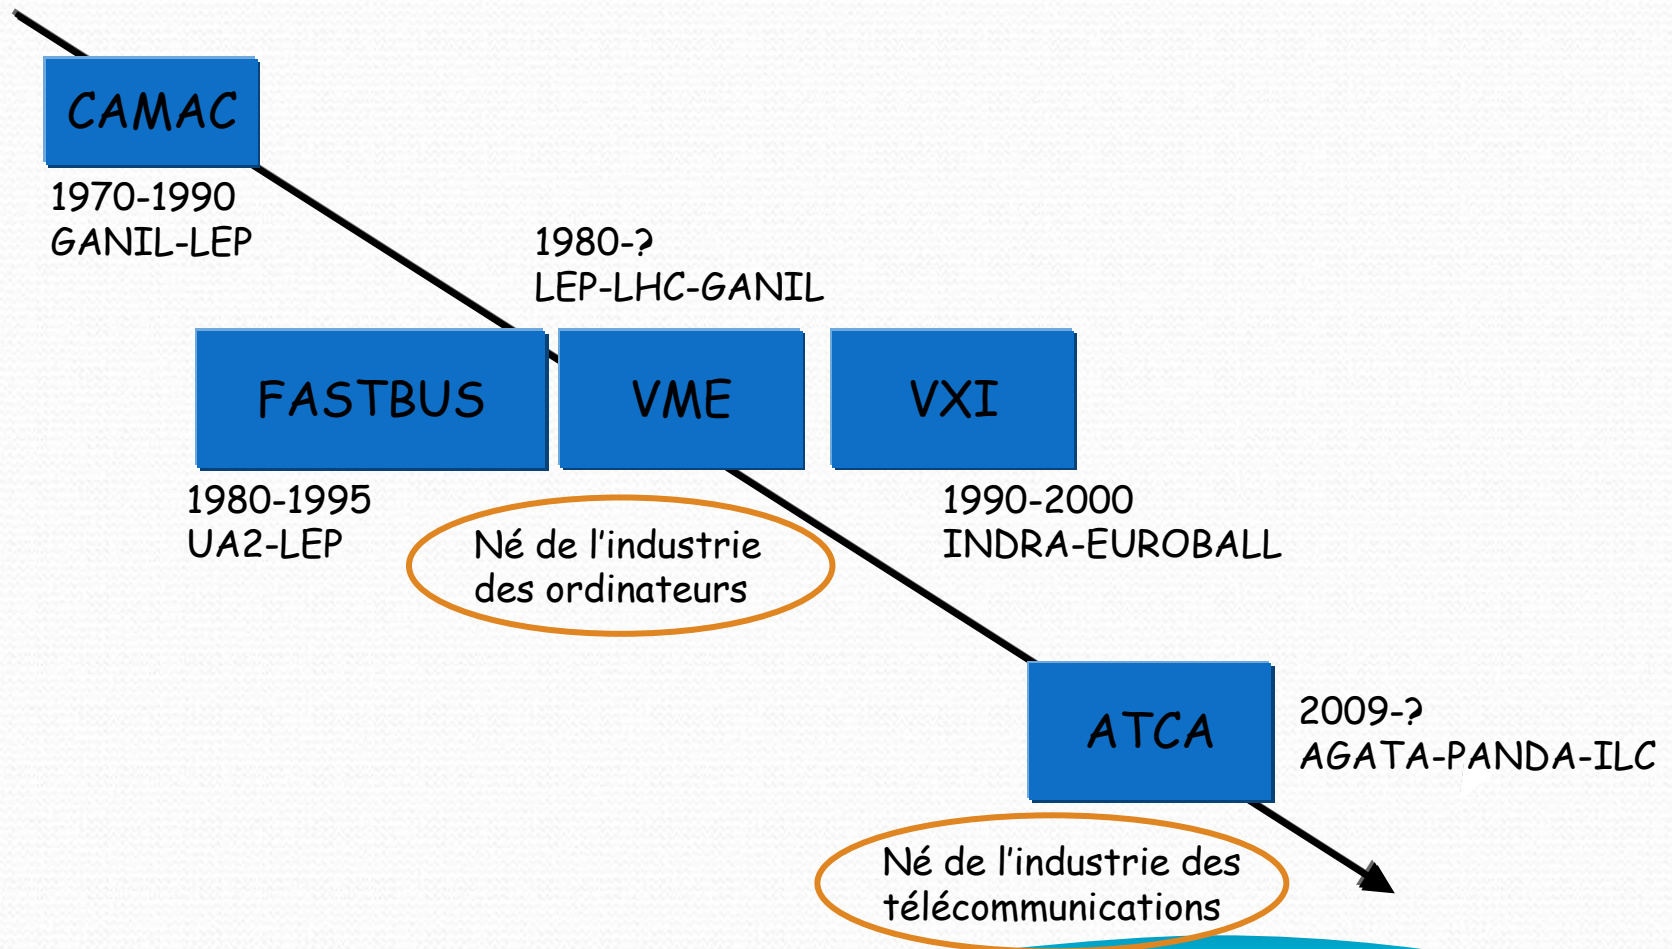 CAMAC
1970-1990
GANIL-LEP
1980-?
LEP-LHC-GANIL
FASTBUS
VME
VXI
1980-1995
UA2-LEP
Né de l'industrie
des ordinateurs
1990-2000
INDRA-EUROBALL
ATCA
2009-?
AGATA-PANDA-ILC
Né de l'industrie des
télécommunications